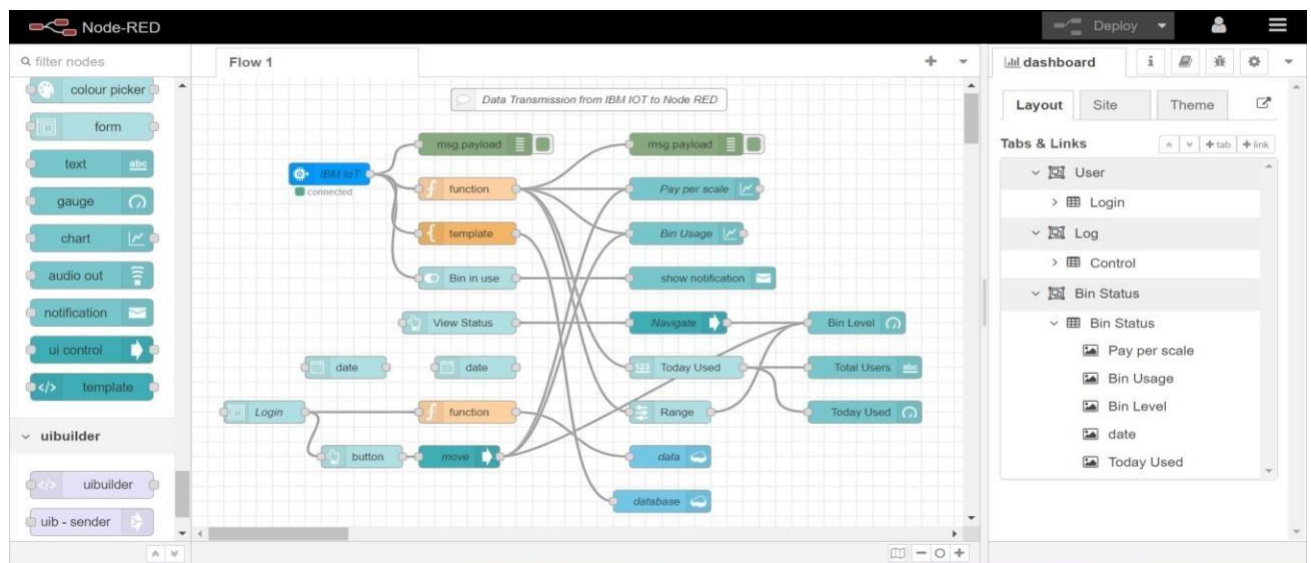 Node-RED
Deploy
filter nodes
colour picker
form
text
abc
gauge
chart
audio out
notification
ui control
</> template
uibuilder
</> uibuilder
uib - sender
Flow 1
Data Transmission from IBM IOT to Node RED
msg.payload
msg.payload
IBM IoT
connected
f function
Pay per scale
{ template
Bin Usage
Bin in use
show notification
View Status
Navigate
Bin Level
date
date
123 Today Used
Total Users abc
Login
f function
Range
Today Used
button
move
data
database
dashboard
i
Layout
Site
Theme
Tabs & Links
+ tab
+ link
User
Login
Log
Control
Bin Status
Bin Status
Pay per scale
Bin Usage
Bin Level
date
Today Used